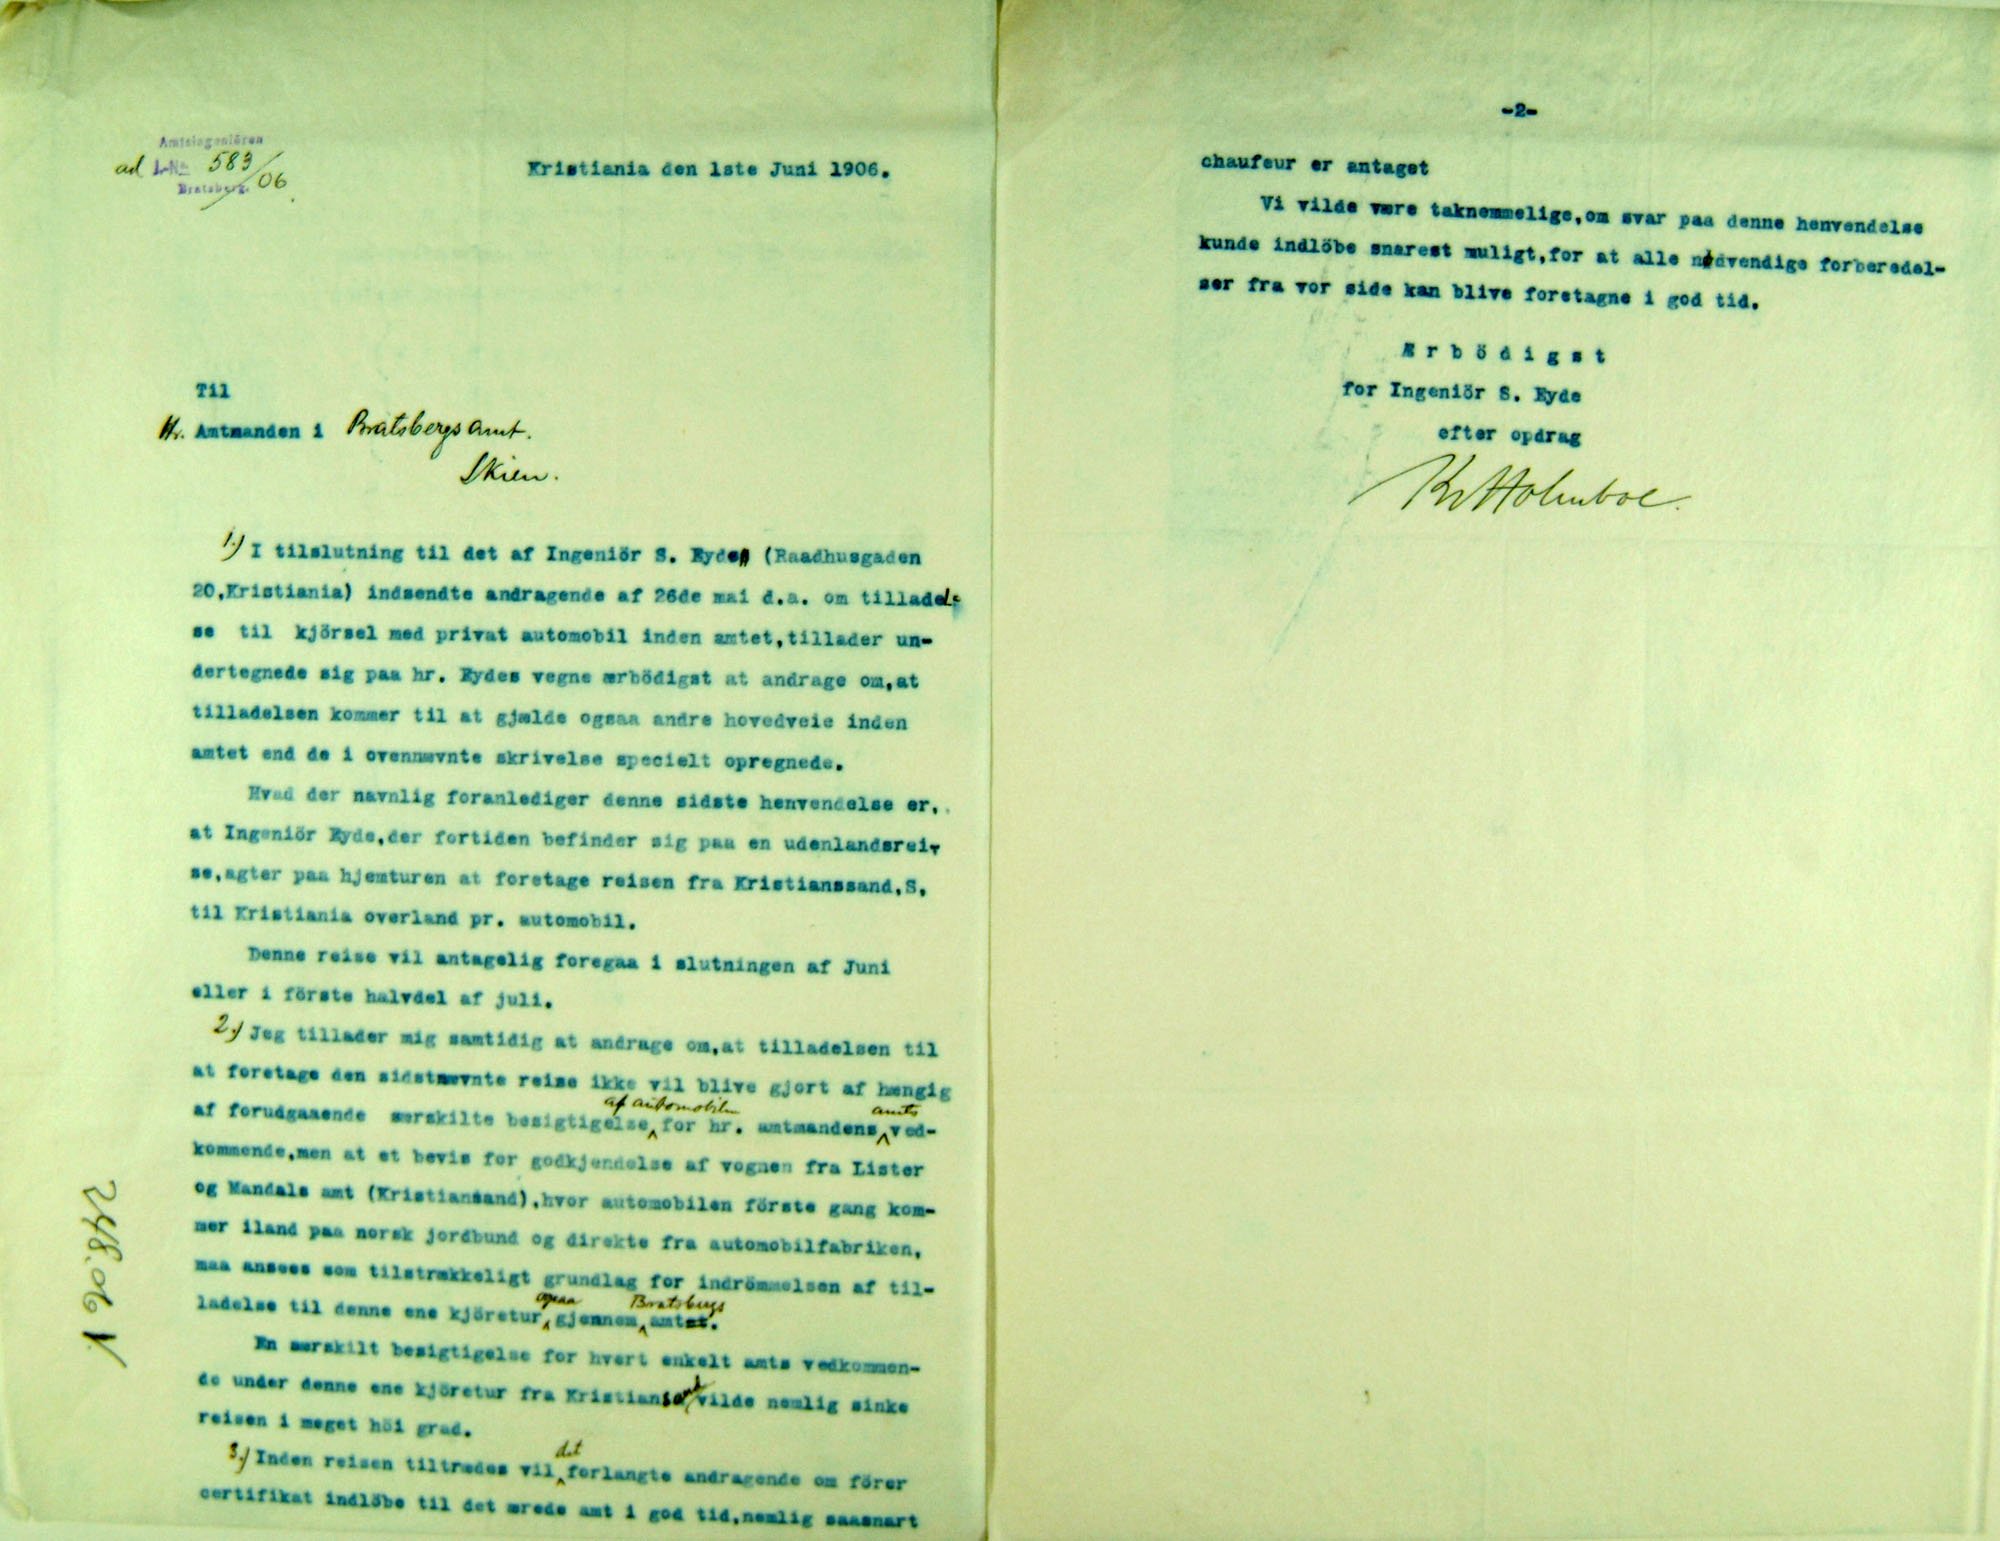 Amtsingeniören
ad J.-No. 583/06
Bratsberg.
Kristiania den 1ste Juni 1906.
Til
Hr. Amtmanden i Bratsbergs amt.
Skien.
1.) I tilslutning til det af Ingeniör S. Eyde (Raadhusgaden
20,Kristiania) indsendte andragende af 26de mai d.a. om tilladel-
se til kjörsel med privat automobil inden amtet,tillader un-
dertegnede sig paa hr. Eydes vegne ærbödigst at andrage om,at
tilladelsen kommer til at gjælde ogsaa andre hovedveie inden
amtet end de i ovennævnte skrivelse specielt opregnede.
Hvad der navnlig foranlediger denne sidste henvendelse er,
at Ingeniör Eyde,der fortiden befinder sig paa en udenlandsrei-
se,agter paa hjemturen at foretage reisen fra Kristianssand,S.
til Kristiania overland pr. automobil.
Denne reise vil antagelig foregaa i slutningen af Juni
eller i förste halvdel af juli.
2.) Jeg tillader mig samtidig at andrage om,at tilladelsen til
at foretage den sidstnævnte reise ikke vil blive gjort af hængig
af forudgaaende særskilte besigtigelse af automobilen for hr. amtmandens amts ved-
kommende,men at et bevis for godkjendelse af vognen fra Lister
og Mandals amt (Kristiansand),hvor automobilen förste gang kom-
mer iland paa norsk jordbund og direkte fra automobilfabriken,
maa ansees som tilstrækkeligt grundlag for indrömmelsen af til-
ladelse til denne ene kjöretur ogsaa gjennem Bratsbergs amt.
En særskilt besigtigelse for hvert enkelt amts vedkommen-
de under denne ene kjöretur fra Kristiansand vilde nemlig sinke
reisen i meget höi grad.
3.) Inden reisen tiltrædes vil det forlangte andragende om förer
certifikat indlöbe til det ærede amt i god tid,nemlig saasnart
248.06 V.
-2-
chaufeur er antaget
Vi vilde være taknemmelige,om svar paa denne henvendelse
kunde indlöbe snarest muligt,for at alle nødvendige forberedel-
ser fra vor side kan blive foretagne i god tid.
Ærbödigst
for Ingeniör S. Eyde
efter opdrag
Kr Holmboe.